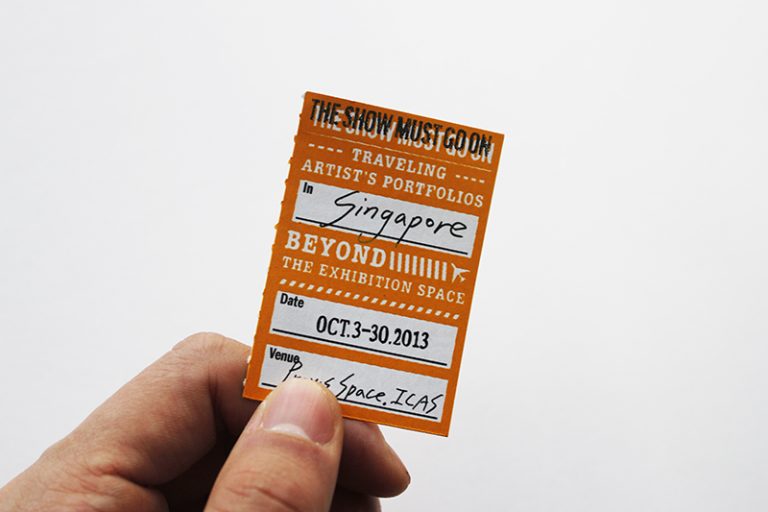 THE SHOW MUST GO ON
---- TRAVELING ----
ARTIST'S PORTFOLIOS
In
Singapore
BEYOND
THE EXHIBITION SPACE
Date
OCT.3-30.2013
Venue
Space. ICAS